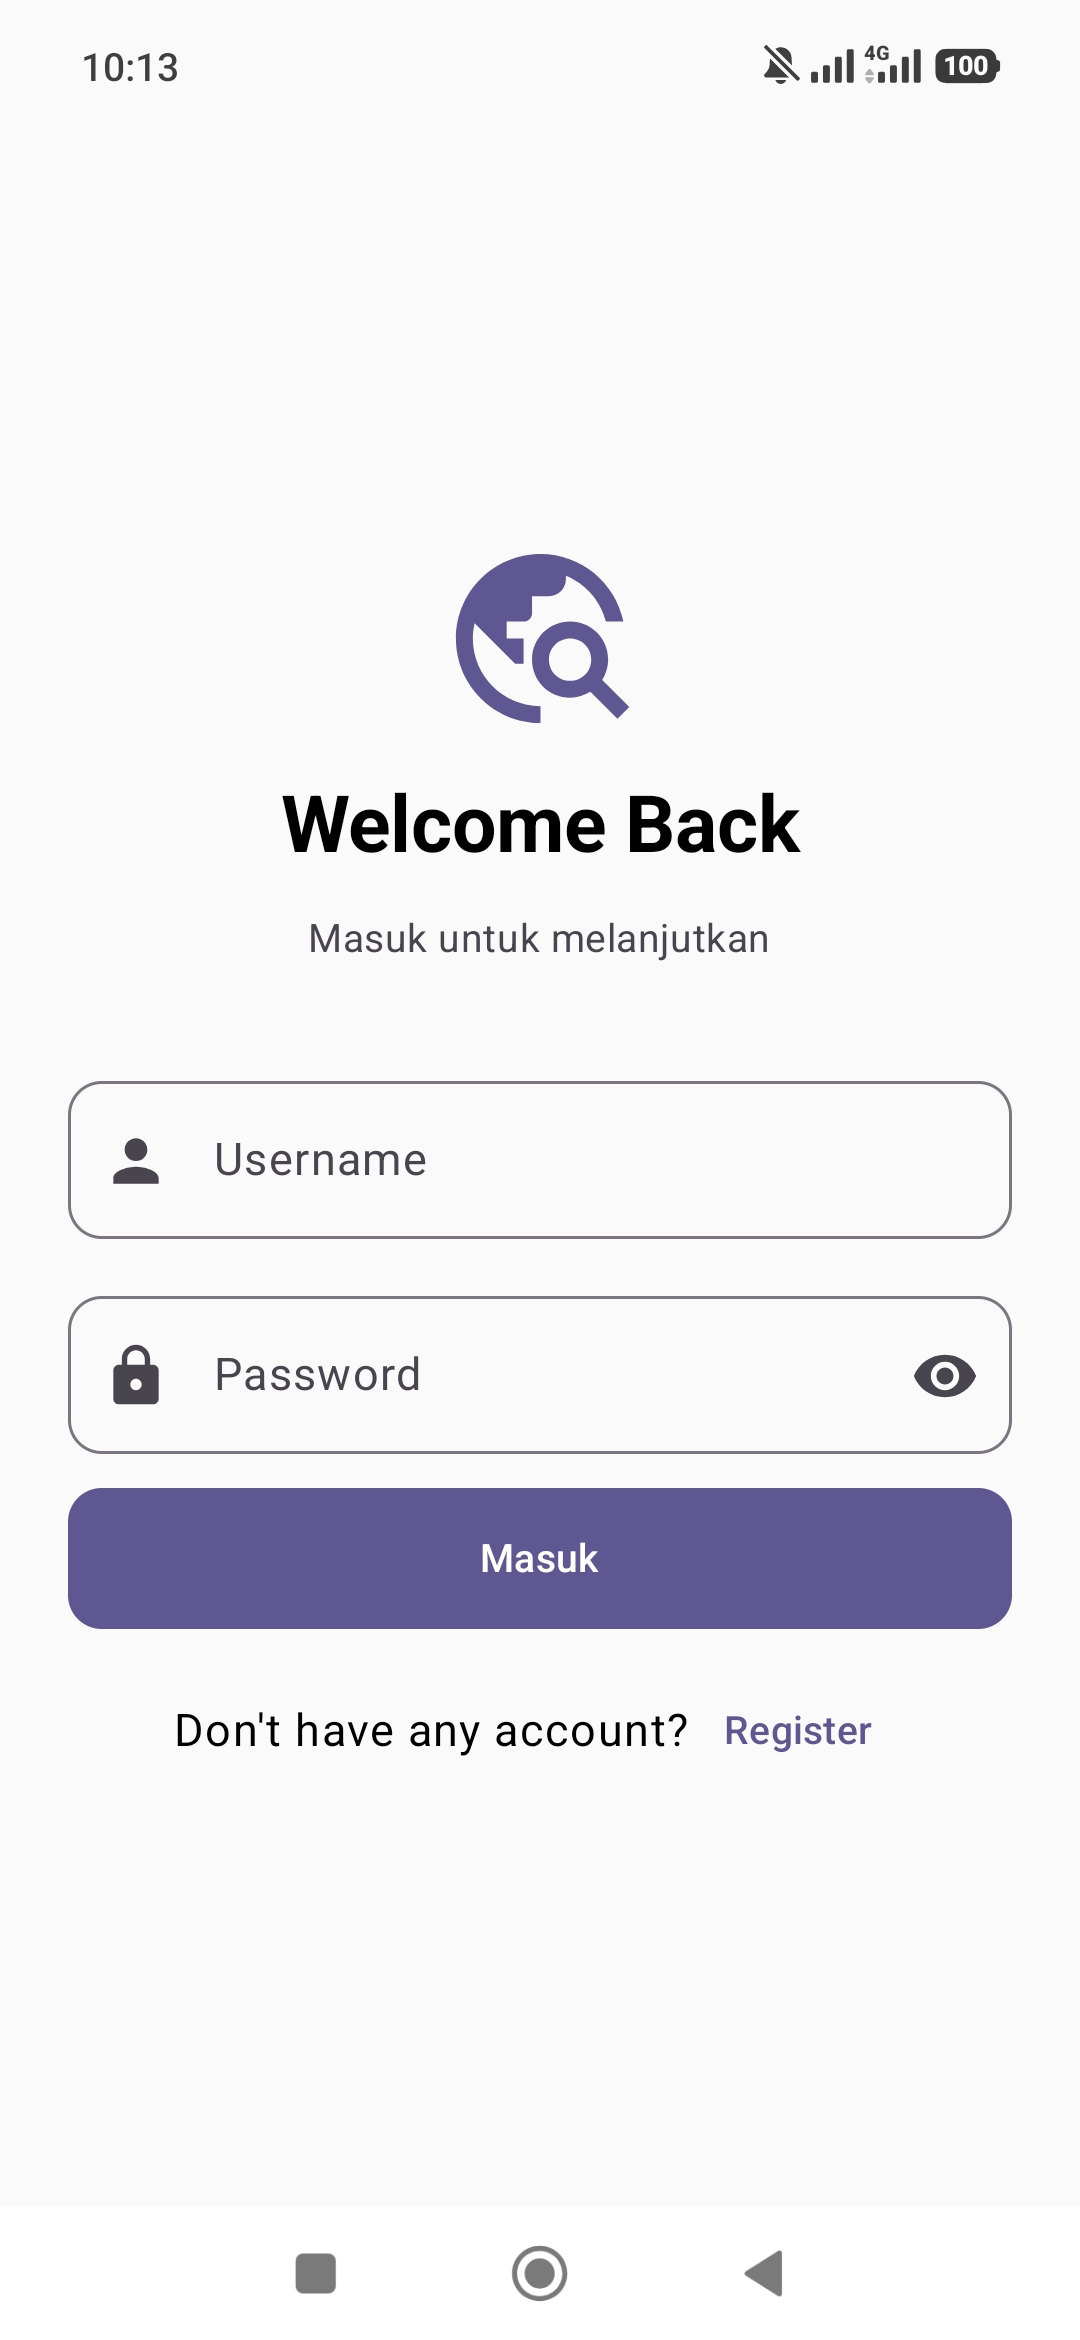 10:13
4G
100
Welcome Back
Masuk untuk melanjutkan
Username
Password
Masuk
Don't have any account? Register